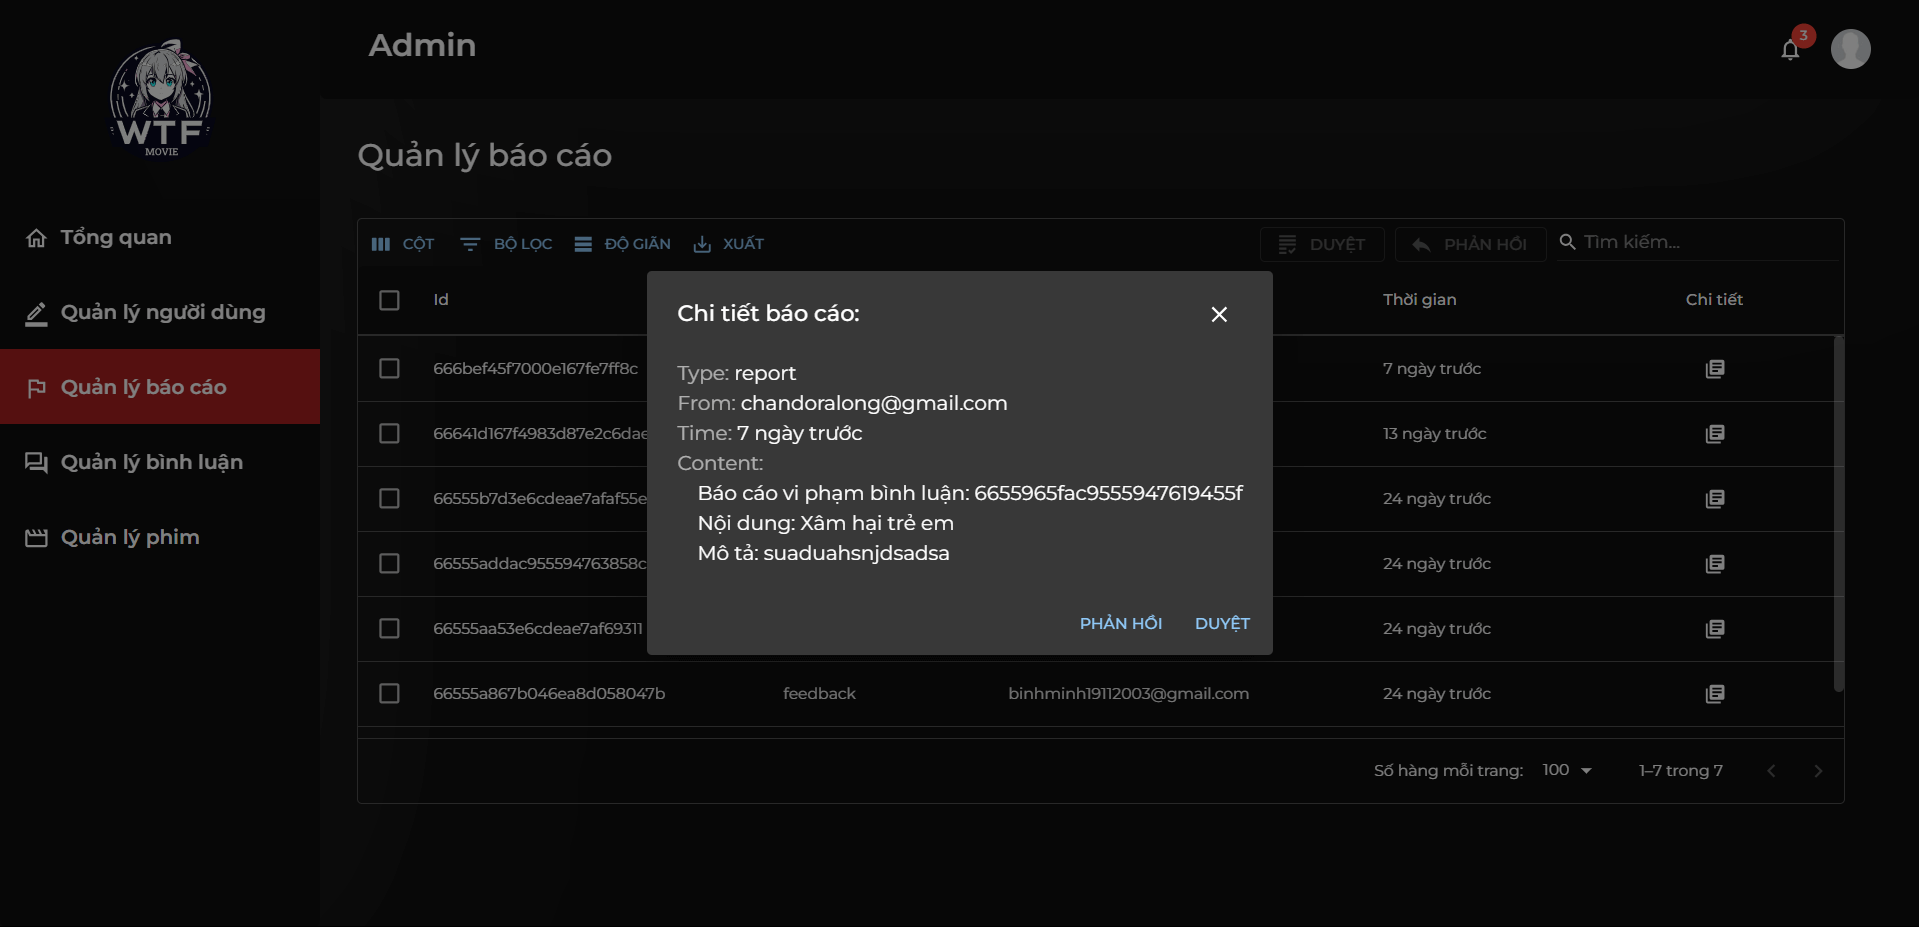 WTF
MOVIE
Admin
3
Quản lý báo cáo
Tổng quan
Quản lý người dùng
Quản lý báo cáo
Quản lý bình luận
Quản lý phim
CỘT BỘ LỌC ĐỘ GIÃN XUẤT DUYỆT PHẢN HỒI Tìm kiếm...
Id Thời gian Chi tiết
666bef45f7000e167fe7ff8c 7 ngày trước
66641d167f4983d87e2c6dae 13 ngày trước
66555b7d3e6cdeae7afaf55e 24 ngày trước
66555addac955594763858c 24 ngày trước
66555aa53e6cdeae7af69311 24 ngày trước
66555a867b046ea8d058047b feedback binhminh19112003@gmail.com 24 ngày trước
Số hàng mỗi trang: 100 1–7 trong 7
Chi tiết báo cáo:
Type: report
From: chandoralong@gmail.com
Time: 7 ngày trước
Content:
Báo cáo vi phạm bình luận: 6655965fac9555947619455f
Nội dung: Xâm hại trẻ em
Mô tả: suaduahsnjdsadsa
PHẢN HỒI DUYỆT